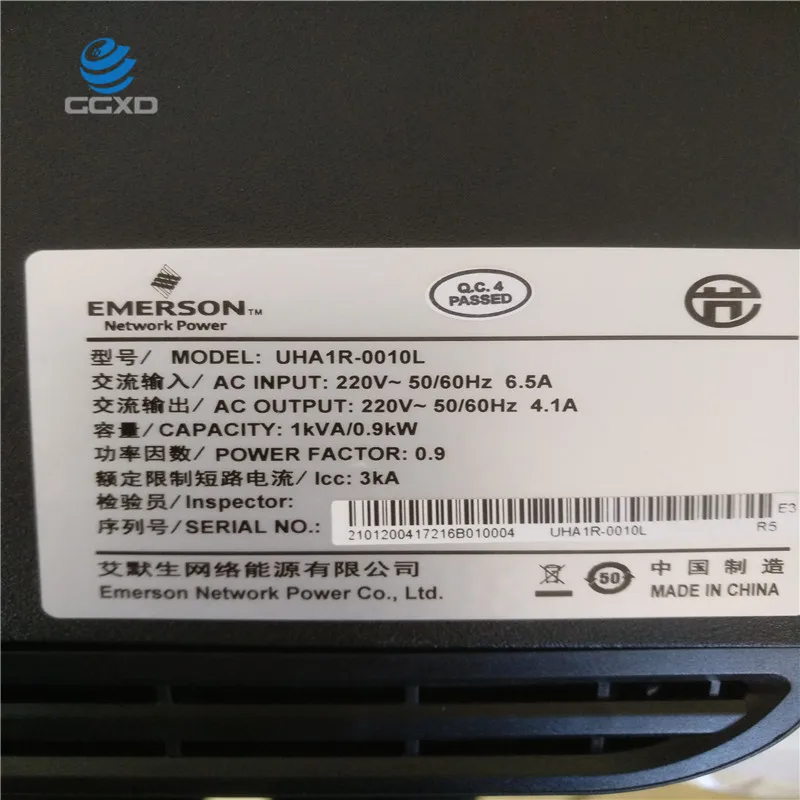 GGXD
EMERSON™
Network Power
Q.C. 4
PASSED
型号/ MODEL: UHA1R-0010L
交流输入/ AC INPUT: 220V~ 50/60Hz 6.5A
交流输出/ AC OUTPUT: 220V~ 50/60Hz 4.1A
容量/ CAPACITY: 1kVA/0.9kW
功率因数/ POWER FACTOR: 0.9
额定限制短路电流/ Icc: 3kA
检验员/ Inspector:
序列号/ SERIAL NO.:
E3
2101200417216B010004 UHA1R-0010L R5
艾默生网络能源有限公司
Emerson Network Power Co., Ltd.
50
中国制造
MADE IN CHINA